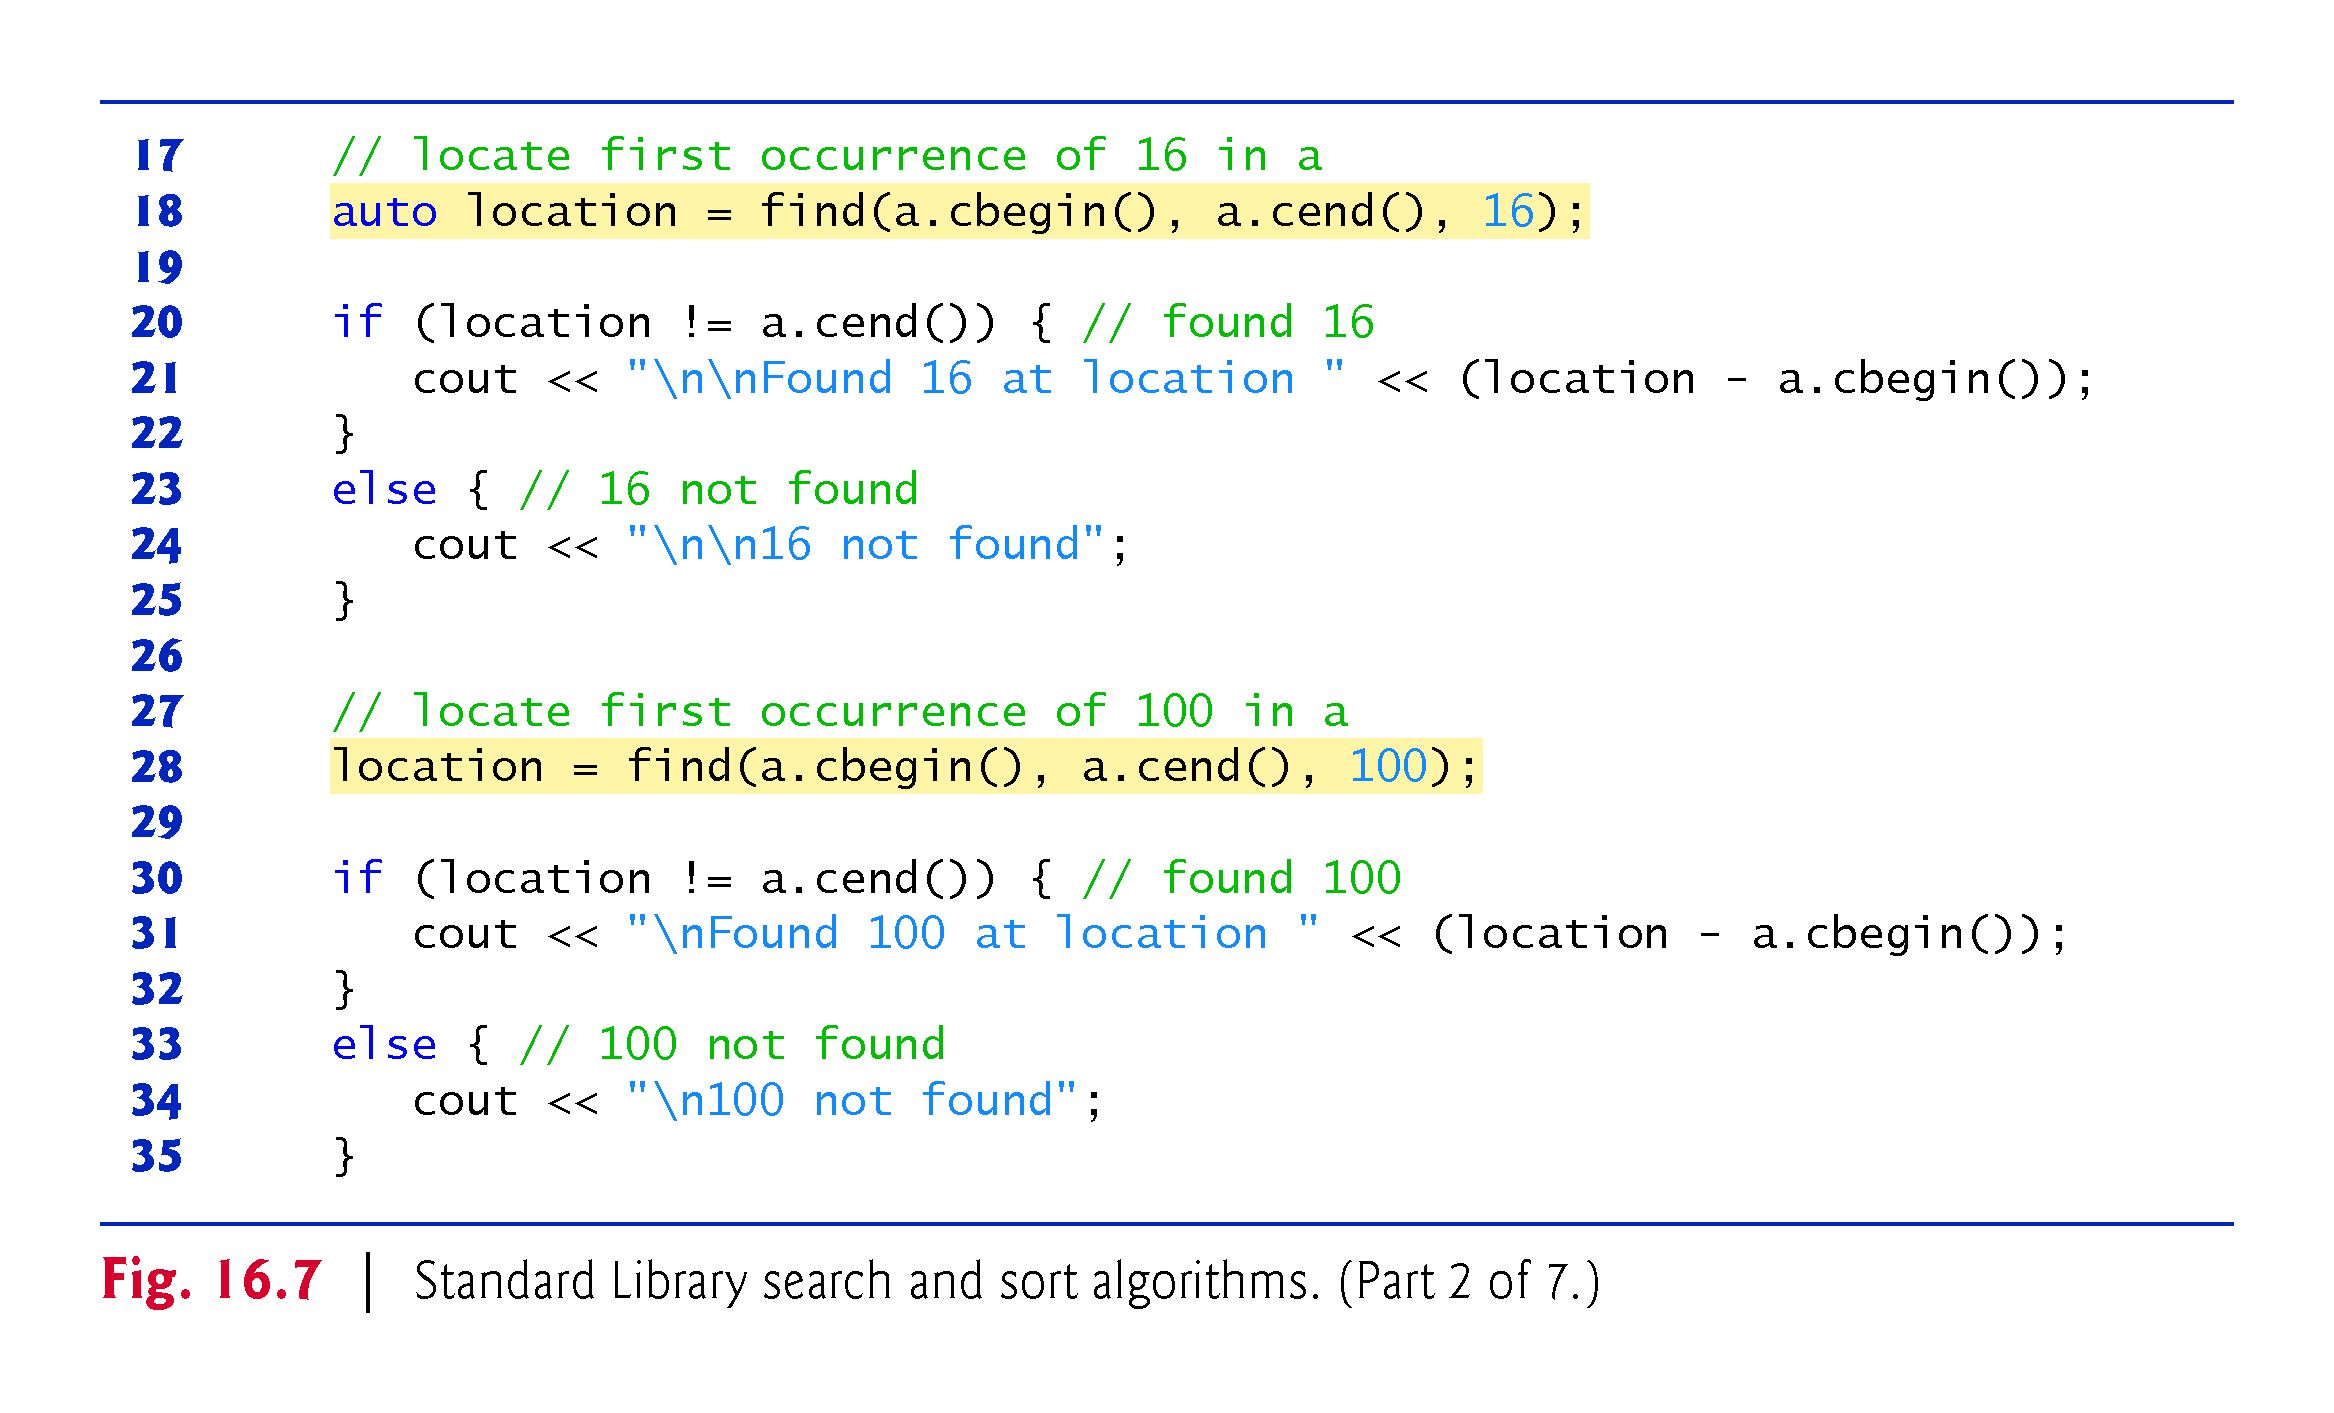 17 // locate first occurrence of 16 in a
18 auto location = find(a.cbegin(), a.cend(), 16);
19
20 if (location != a.cend()) { // found 16
21 cout << "\n\nFound 16 at location " << (location - a.cbegin());
22 }
23 else { // 16 not found
24 cout << "\n\n16 not found";
25 }
26
27 // locate first occurrence of 100 in a
28 location = find(a.cbegin(), a.cend(), 100);
29
30 if (location != a.cend()) { // found 100
31 cout << "\nFound 100 at location " << (location - a.cbegin());
32 }
33 else { // 100 not found
34 cout << "\n100 not found";
35 }
Fig. 16.7 | Standard Library search and sort algorithms. (Part 2 of 7.)